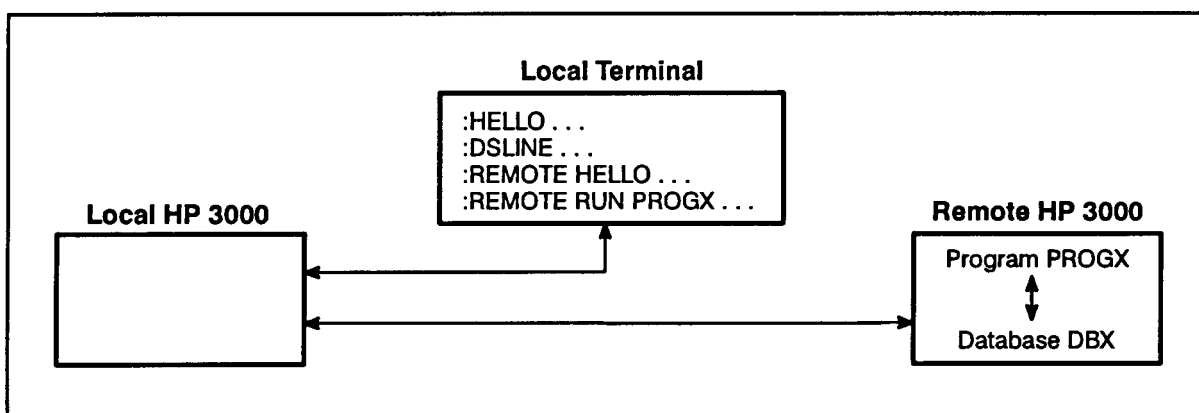 Local Terminal
:HELLO . . .
:DSLINE . . .
:REMOTE HELLO . . .
:REMOTE RUN PROGX . . .
Local HP 3000
Remote HP 3000
Program PROGX
Database DBX